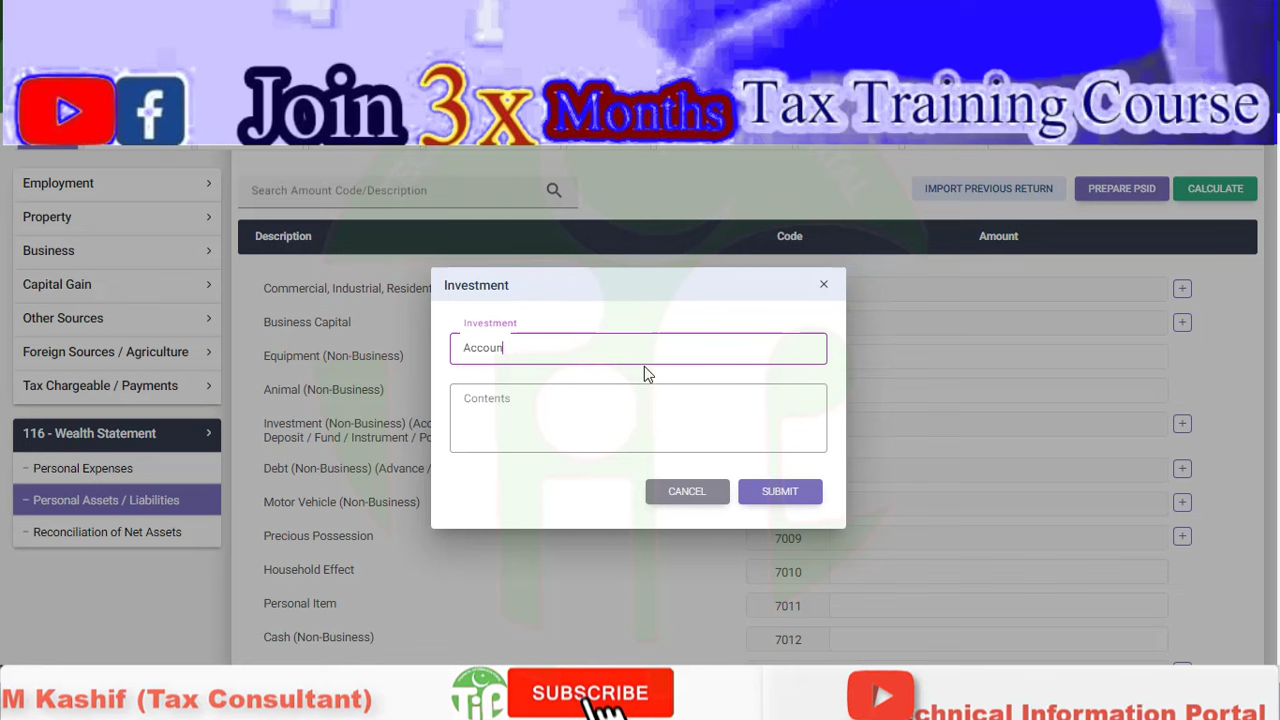 Join 3x Months Tax Training Course
Employment
Property
Business
Capital Gain
Other Sources
Foreign Sources / Agriculture
Tax Chargeable / Payments
116 - Wealth Statement
Personal Expenses
Personal Assets / Liabilities
Reconciliation of Net Assets
Search Amount Code/Description
IMPORT PREVIOUS RETURN
PREPARE PSID
CALCULATE
Description Code Amount
Commercial, Industrial, Resident
Business Capital
Equipment (Non-Business)
Animal (Non-Business)
Investment (Non-Business) (Acc
Deposit / Fund / Instrument / Po
Debt (Non-Business) (Advance /
Motor Vehicle (Non-Business)
Precious Possession 7009
Household Effect 7010
Personal Item 7011
Cash (Non-Business) 7012
Investment
Investment
Accoun
Contents
CANCEL
SUBMIT
M Kashif (Tax Consultant)
SUBSCRIBE
chnical Information Portal